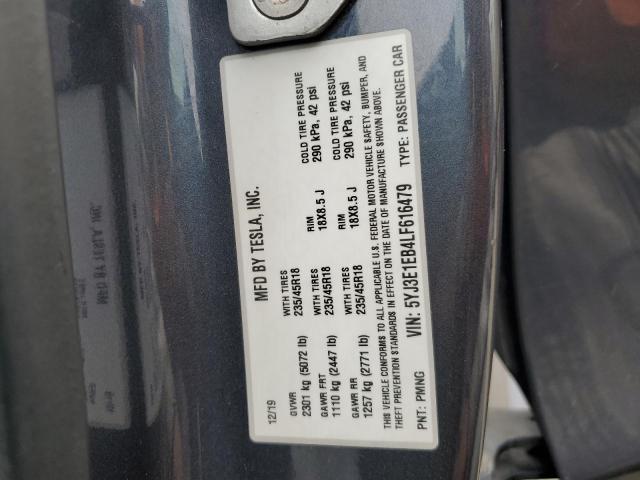 MFD BY TESLA, INC.
12/19
GVWR
2301 kg (5072 lb)
WITH TIRES
235/45R18
COLD TIRE PRESSURE
290 kPa, 42 psi
GAWR FRT
1110 kg (2447 lb)
WITH TIRES
235/45R18
RIM
18X8.5 J
COLD TIRE PRESSURE
290 kPa, 42 psi
GAWR RR
1257 kg (2771 lb)
WITH TIRES
235/45R18
RIM
18X8.5 J
THIS VEHICLE CONFORMS TO ALL APPLICABLE U.S. FEDERAL MOTOR VEHICLE SAFETY, BUMPER, AND
THEFT PREVENTION STANDARDS IN EFFECT ON THE DATE OF MANUFACTURE SHOWN ABOVE.
PNT: PMNG VIN: 5YJ3E1EB4LF616479 TYPE: PASSENGER CAR